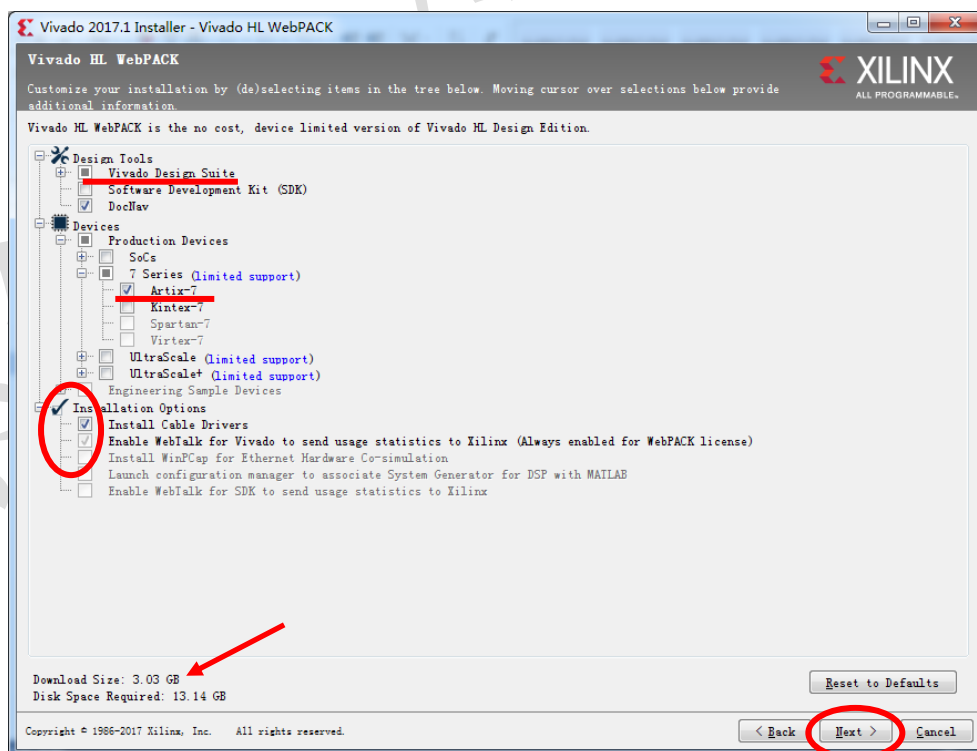 Vivado 2017.1 Installer - Vivado HL WebPACK
Vivado HL WebPACK
XILINX
ALL PROGRAMMABLE.
Customize your installation by (de)selecting items in the tree below. Moving cursor over selections below provide
additional information.
Vivado HL WebPACK is the no cost, device limited version of Vivado HL Design Edition.
Design Tools
Vivado Design Suite
Software Development Kit (SDK)
DocNav
Devices
Production Devices
SoCs
7 Series (limited support)
Artix-7
Kintex-7
Spartan-7
Virtex-7
UltraScale (limited support)
UltraScale+ (limited support)
Engineering Sample Devices
Installation Options
Install Cable Drivers
Enable WebTalk for Vivado to send usage statistics to Xilinx (Always enabled for WebPACK license)
Install WinPCap for Ethernet Hardware Co-simulation
Launch configuration manager to associate System Generator for DSP with MATLAB
Enable WebTalk for SDK to send usage statistics to Xilinx
Download Size: 3.03 GB
Disk Space Required: 13.14 GB
Reset to Defaults
Copyright © 1986-2017 Xilinx, Inc. All rights reserved.
< Back
Next >
Cancel